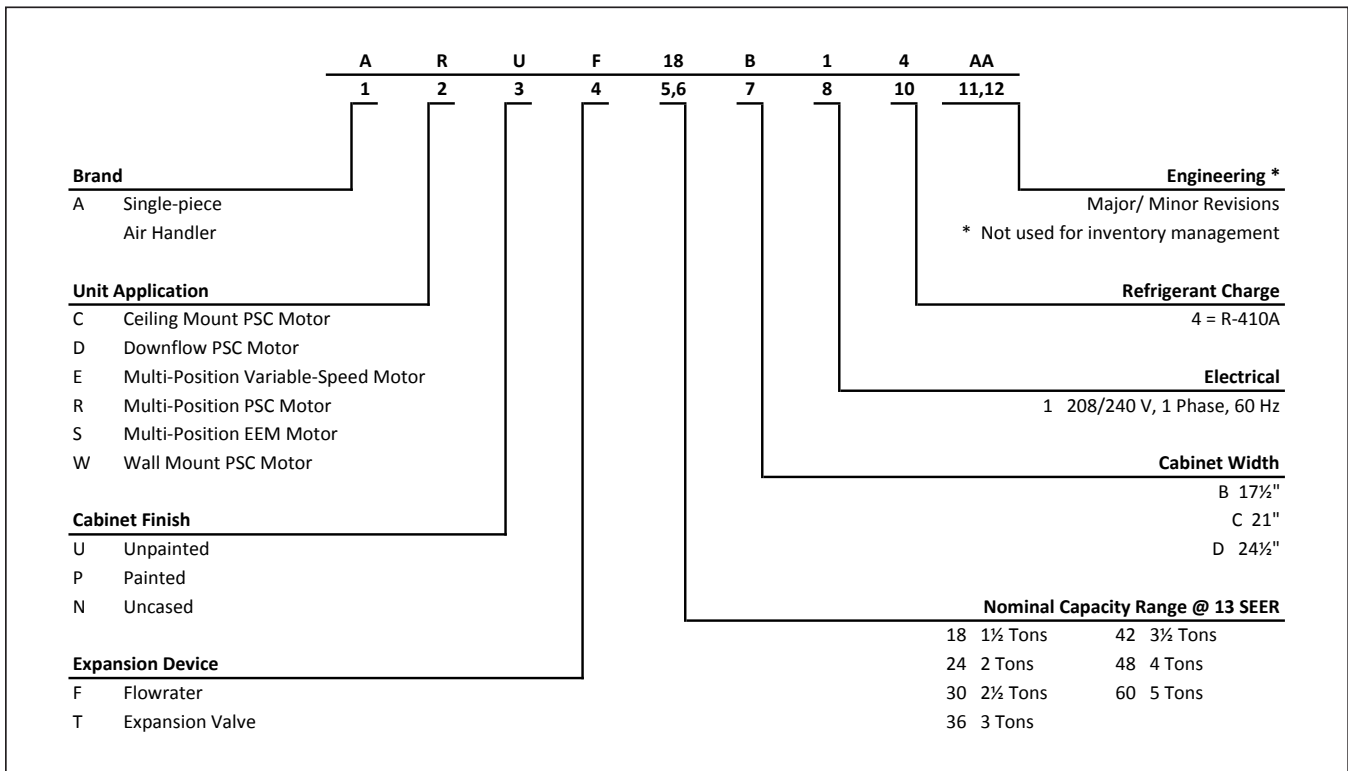 A R U F 18 B 1 4 AA
1 2 3 4 5,6 7 8 10 11,12
Brand
A Single-piece
Air Handler
Unit Application
C Ceiling Mount PSC Motor
D Downflow PSC Motor
E Multi-Position Variable-Speed Motor
R Multi-Position PSC Motor
S Multi-Position EEM Motor
W Wall Mount PSC Motor
Cabinet Finish
U Unpainted
P Painted
N Uncased
Expansion Device
F Flowrater
T Expansion Valve
Engineering *
Major/ Minor Revisions
* Not used for inventory management
Refrigerant Charge
4 = R-410A
Electrical
1 208/240 V, 1 Phase, 60 Hz
Cabinet Width
B 17½"
C 21"
D 24½"
Nominal Capacity Range @ 13 SEER
18 1½ Tons 42 3½ Tons
24 2 Tons 48 4 Tons
30 2½ Tons 60 5 Tons
36 3 Tons